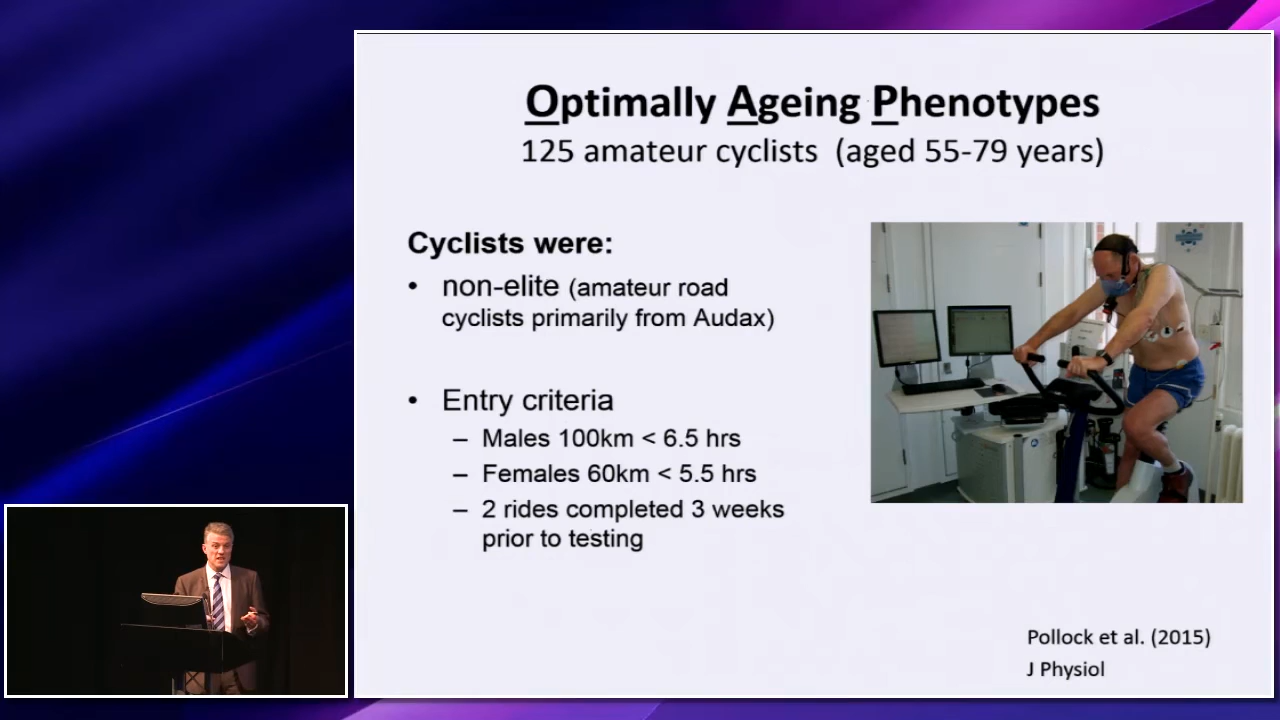 Optimally Ageing Phenotypes
125 amateur cyclists (aged 55-79 years)
Cyclists were:
• non-elite (amateur road
cyclists primarily from Audax)
• Entry criteria
– Males 100km < 6.5 hrs
– Females 60km < 5.5 hrs
– 2 rides completed 3 weeks
prior to testing
Pollock et al. (2015)
J Physiol